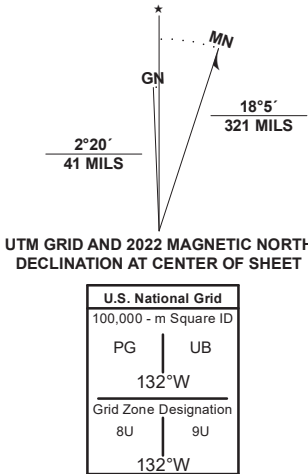 ★
MN
GN
18°5´
321 MILS
2°20´
41 MILS
UTM GRID AND 2022 MAGNETIC NORTH
DECLINATION AT CENTER OF SHEET
U.S. National Grid
100,000 - m Square ID
PG UB
132°W
Grid Zone Designation
8U 9U
132°W